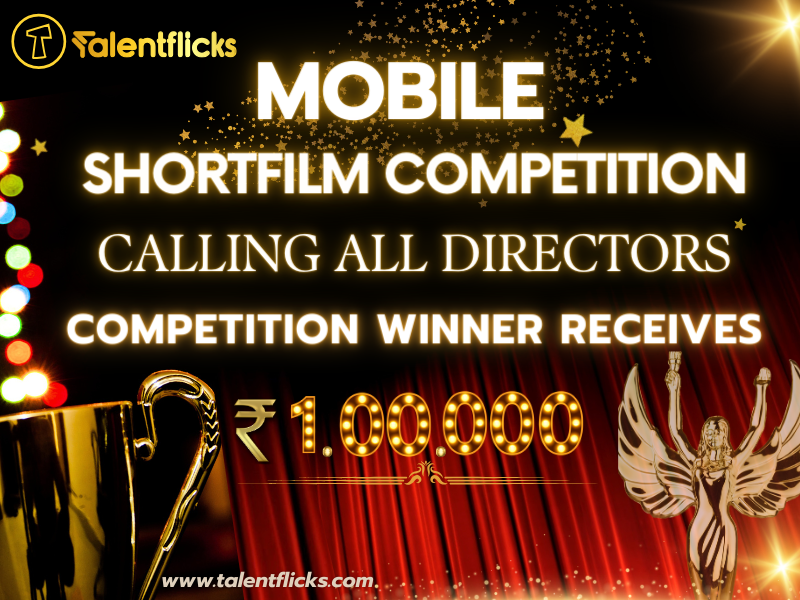 Talentflicks
MOBILE
SHORTFILM COMPETITION
CALLING ALL DIRECTORS
COMPETITION WINNER RECEIVES
₹ 1.00.000
www.talentflicks.com